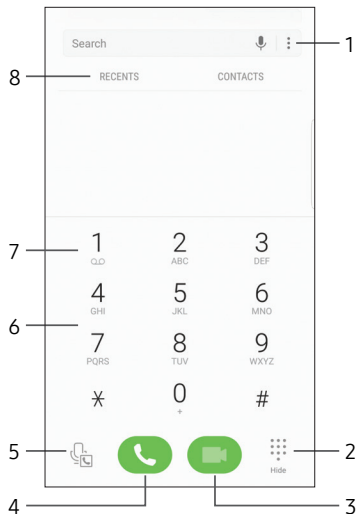 Search
1
8
RECENTS CONTACTS
7
1 2 3
ABC DEF
4 5 6
GHI JKL MNO
6
7 8 9
PQRS TUV WXYZ
* 0 #
+
5
2
Hide
4
3